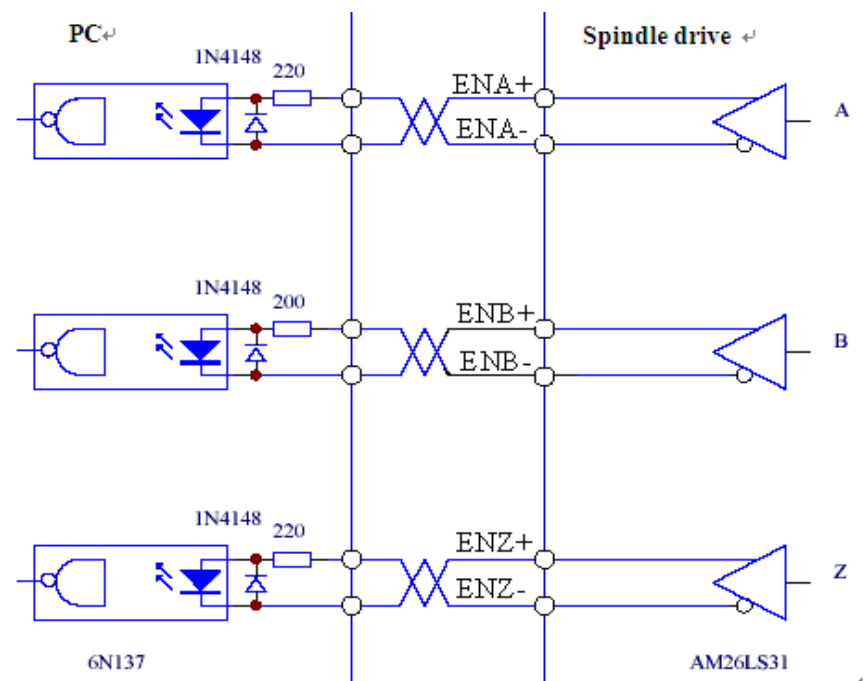 PC
Spindle drive
1N4148
220
ENA+
ENA-
A
1N4148
200
ENB+
ENB-
B
1N4148
220
ENZ+
ENZ-
Z
6N137
AM26LS31